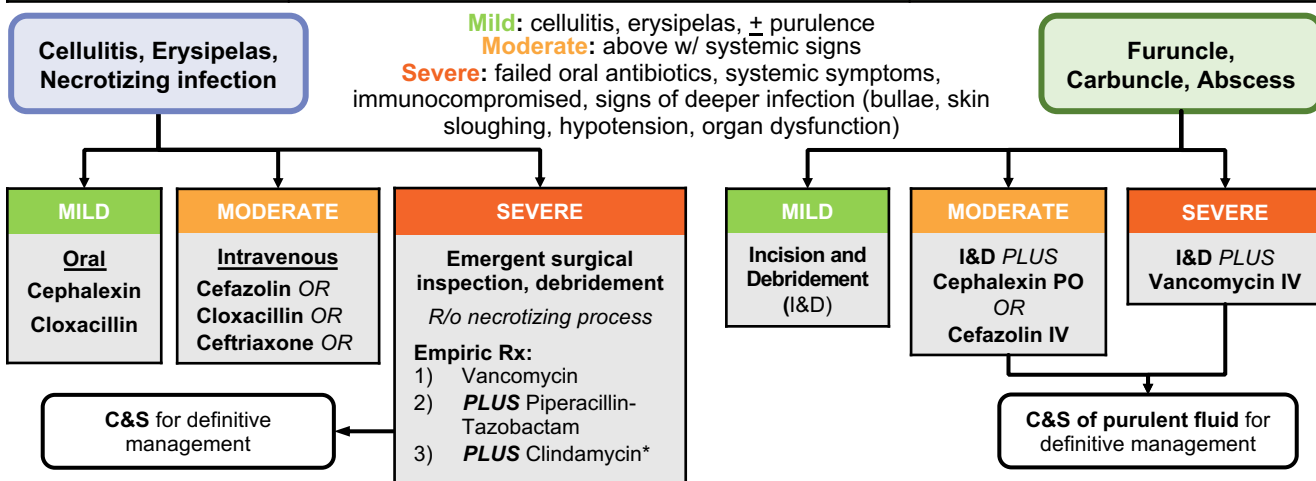 Cellulitis, Erysipelas,
Necrotizing infection
Mild: cellulitis, erysipelas, + purulence
Moderate: above w/ systemic signs
Severe: failed oral antibiotics, systemic symptoms,
immunocompromised, signs of deeper infection (bullae, skin
sloughing, hypotension, organ dysfunction)
Furuncle,
Carbuncle, Abscess
MILD
Oral
Cephalexin
Cloxacillin
MODERATE
Intravenous
Cefazolin OR
Cloxacillin OR
Ceftriaxone OR
SEVERE
Emergent surgical
inspection, debridement
R/o necrotizing process
Empiric Rx:
1) Vancomycin
2) PLUS Piperacillin-
Tazobactam
3) PLUS Clindamycin*
C&S for definitive
management
MILD
Incision and
Debridement
(I&D)
MODERATE
I&D PLUS
Cephalexin PO
OR
Cefazolin IV
SEVERE
I&D PLUS
Vancomycin IV
C&S of purulent fluid for
definitive management